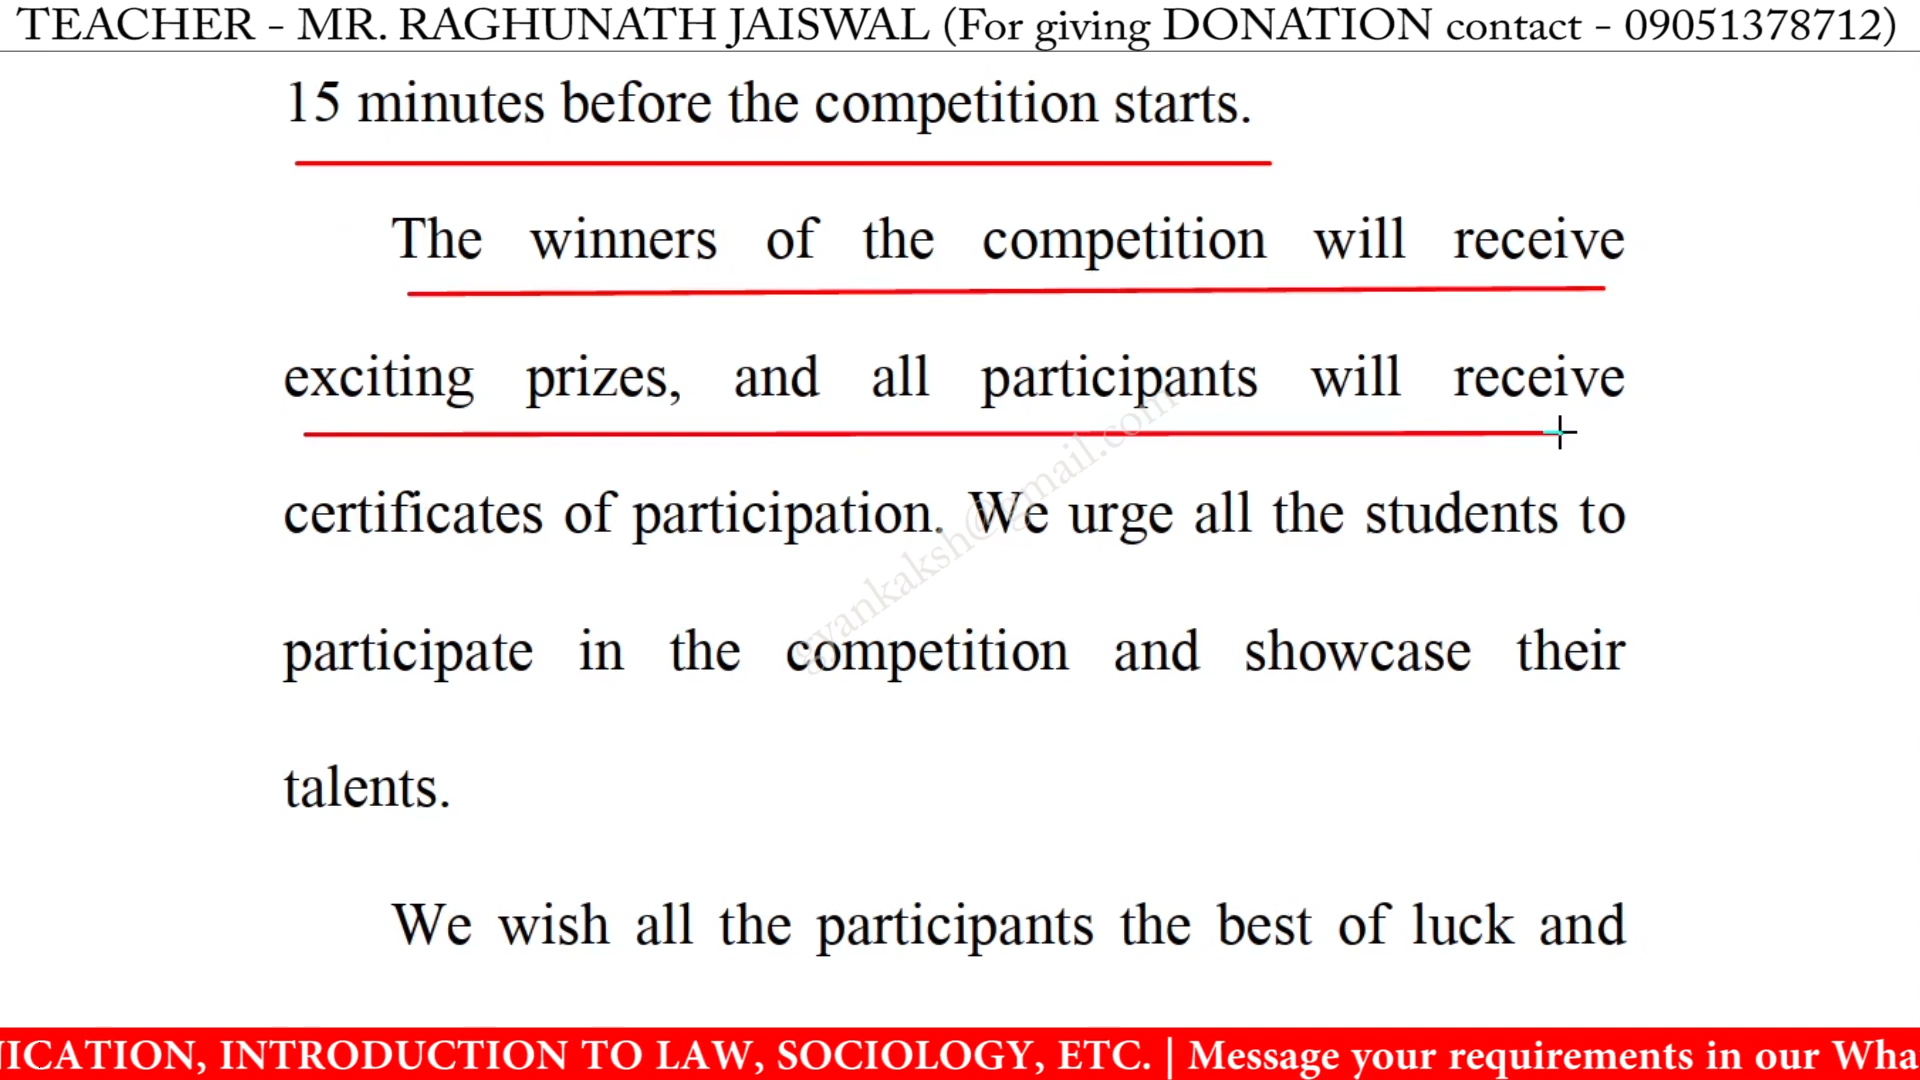 TEACHER - MR. RAGHUNATH JAISWAL (For giving DONATION contact - 09051378712)
15 minutes before the competition starts.
The winners of the competition will receive
exciting prizes, and all participants will receive
certificates of participation. We urge all the students to
participate in the competition and showcase their
talents.
We wish all the participants the best of luck and
NICATION, INTRODUCTION TO LAW, SOCIOLOGY, ETC. | Message your requirements in our Wha